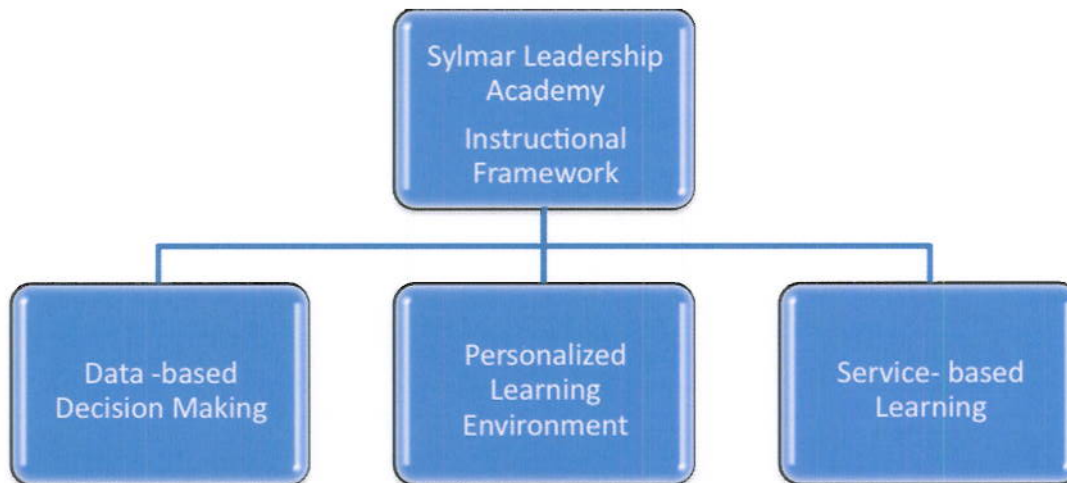 Sylmar Leadership
Academy
Instructional
Framework
Data -based
Decision Making
Personalized
Learning
Environment
Service- based
Learning